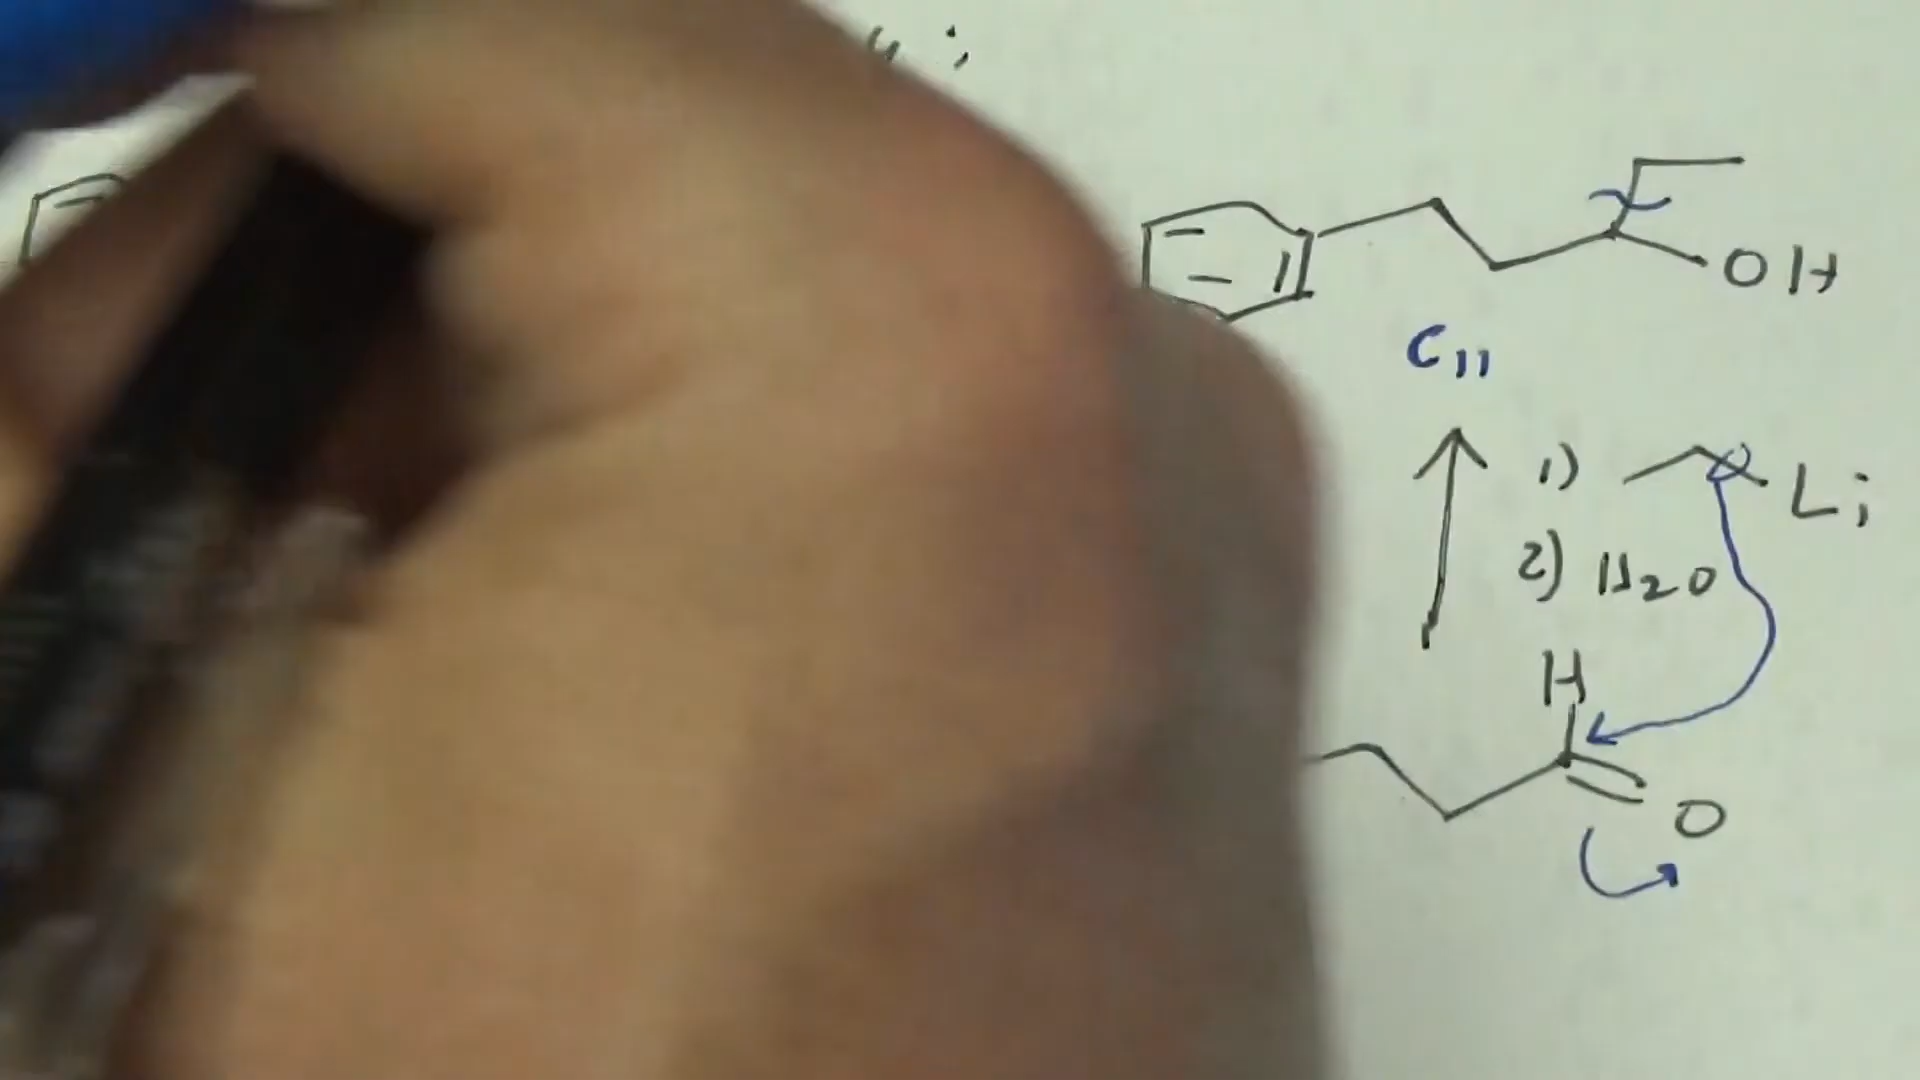 OH
C11
1) Li
2) H2O
H
O